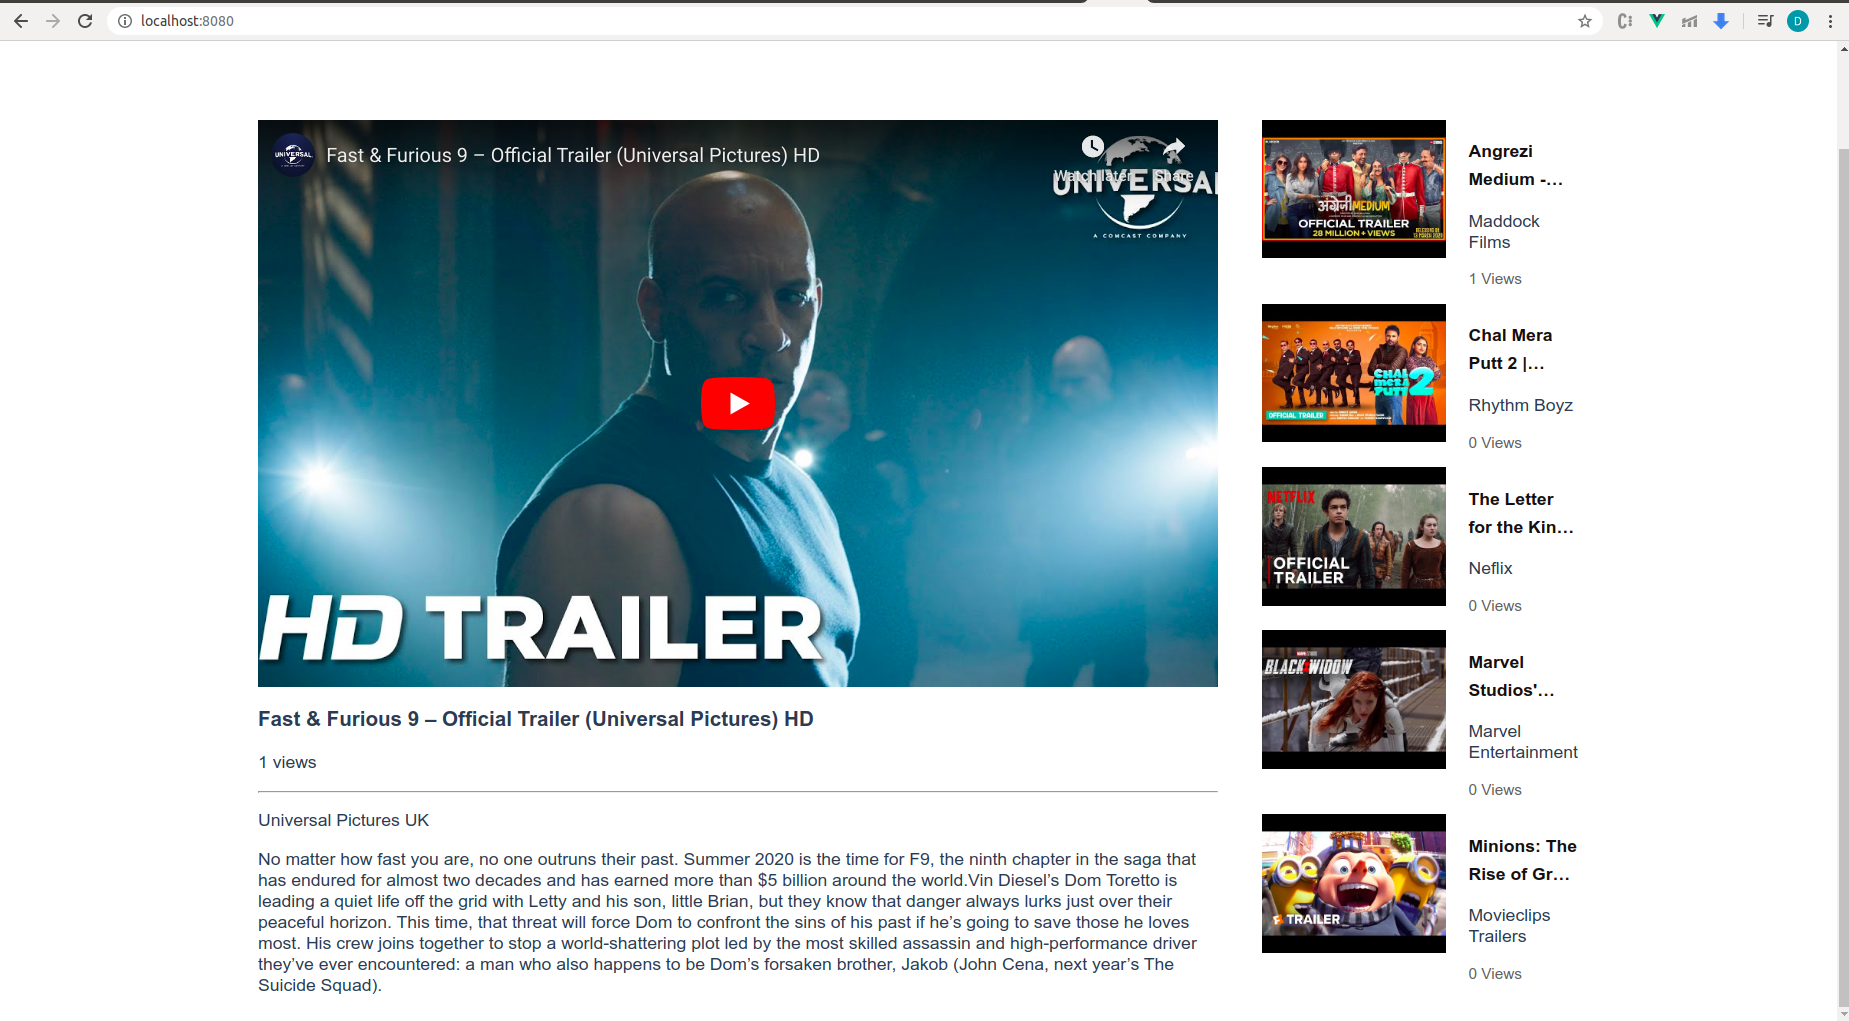 localhost:8080
D
UNIVERSAL
Fast & Furious 9 – Official Trailer (Universal Pictures) HD
Watch later
Share
UNIVERSAL
A COMCAST COMPANY
HD TRAILER
Fast & Furious 9 – Official Trailer (Universal Pictures) HD
1 views
Universal Pictures UK
No matter how fast you are, no one outruns their past. Summer 2020 is the time for F9, the ninth chapter in the saga that
has endured for almost two decades and has earned more than $5 billion around the world.Vin Diesel’s Dom Toretto is
leading a quiet life off the grid with Letty and his son, little Brian, but they know that danger always lurks just over their
peaceful horizon. This time, that threat will force Dom to confront the sins of his past if he’s going to save those he loves
most. His crew joins together to stop a world-shattering plot led by the most skilled assassin and high-performance driver
they’ve ever encountered: a man who also happens to be Dom’s forsaken brother, Jakob (John Cena, next year’s The
Suicide Squad).
अंग्रेज़ी MEDIUM
OFFICIAL TRAILER
28 MILLION+ VIEWS
Angrezi
Medium -...
Maddock
Films
1 Views
CHAL
MERA
PUTT 2
OFFICIAL TRAILER
Chal Mera
Putt 2 |...
Rhythm Boyz
0 Views
NETFLIX
OFFICIAL
TRAILER
The Letter
for the Kin...
Neflix
0 Views
BLACK WIDOW
Marvel
Studios'...
Marvel
Entertainment
0 Views
TRAILER
Minions: The
Rise of Gr...
Movieclips
Trailers
0 Views